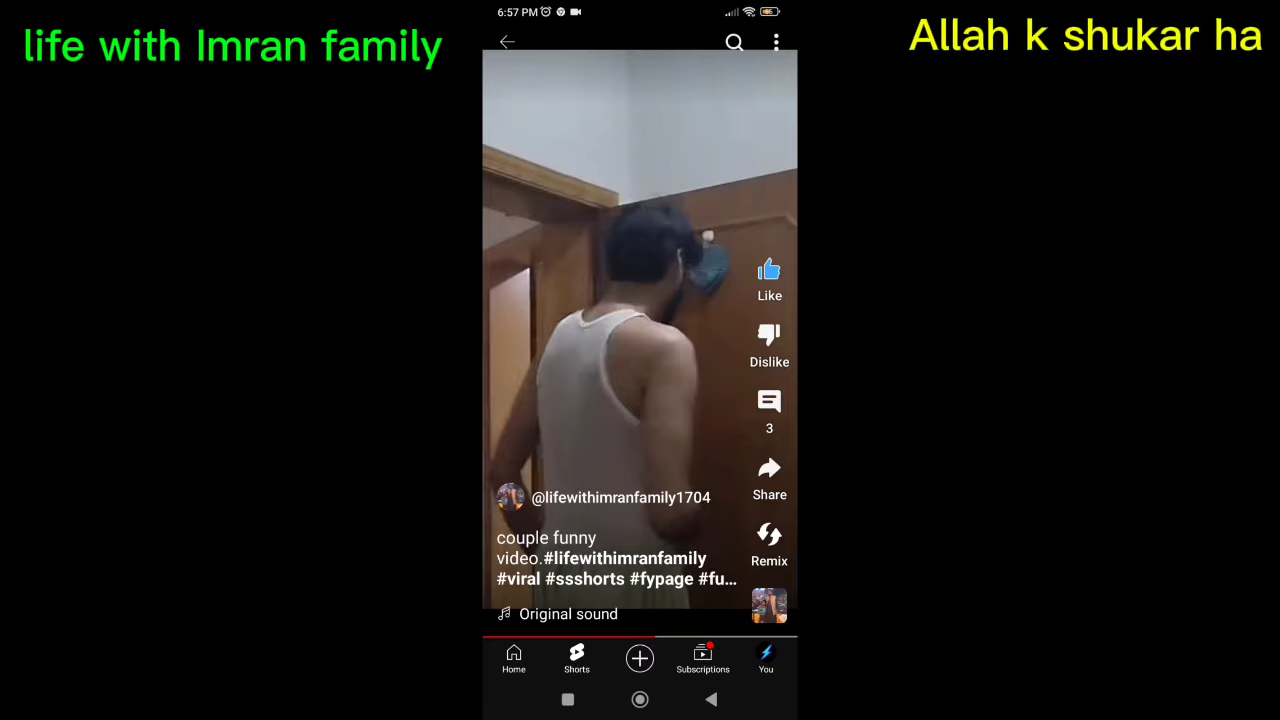 life with Imran family
Allah k shukar ha
6:57 PM
Like
Dislike
3
Share
@lifewithimranfamily1704
couple funny
video.#lifewithimranfamily
#viral #ssshorts #fypage #fu...
Remix
Original sound
Home
Shorts
Subscriptions
You